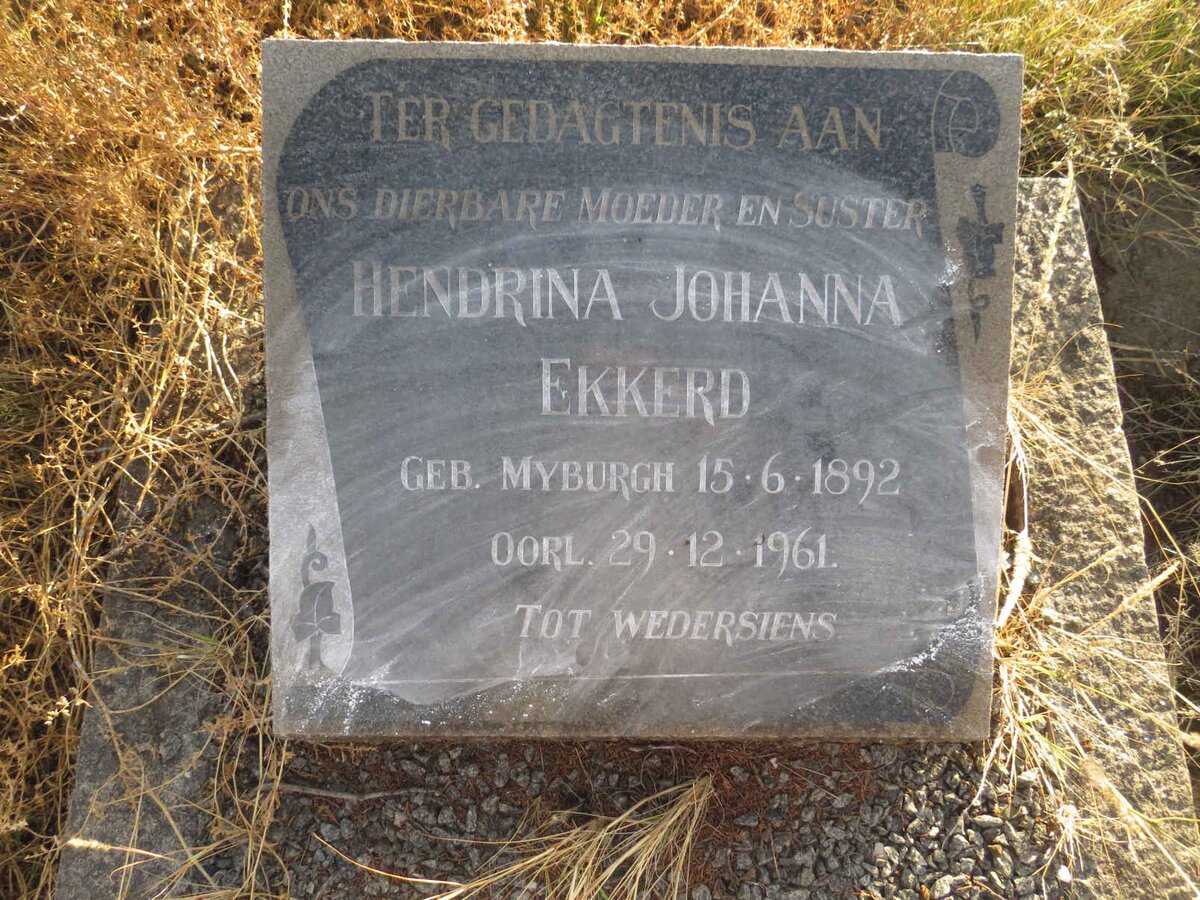 TER GEDAGTENIS AAN
ONS DIERBARE MOEDER EN SUSTER
HENDRINA JOHANNA
EKKERD
GEB. MYBURGH 15·6·1892
OORL. 29·12·1961.
TOT WEDERSIENS